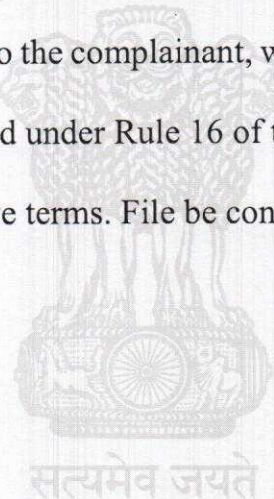 o the complainant, w
d under Rule 16 of t
e terms. File be con
सत्यमेव जयते